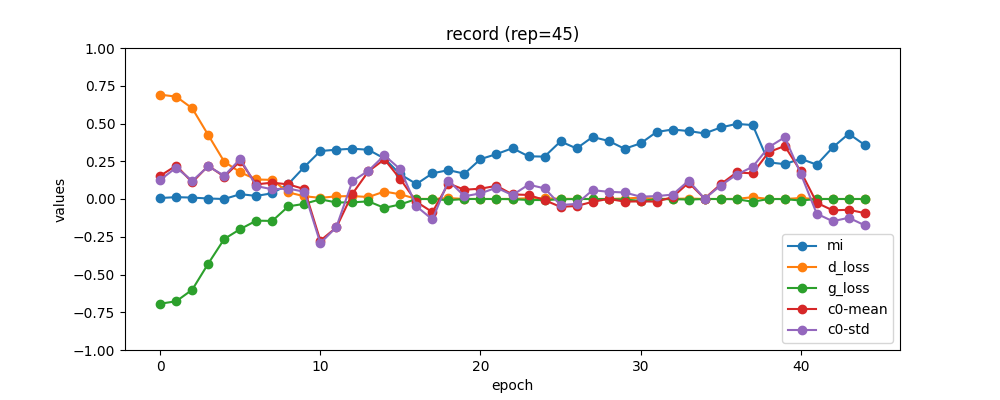 record (rep=45)
1.00
0.75
0.50
0.25
0.00
−0.25
−0.50
−0.75
−1.00
values
0
10
20
30
40
epoch
mi
d_loss
g_loss
c0-mean
c0-std